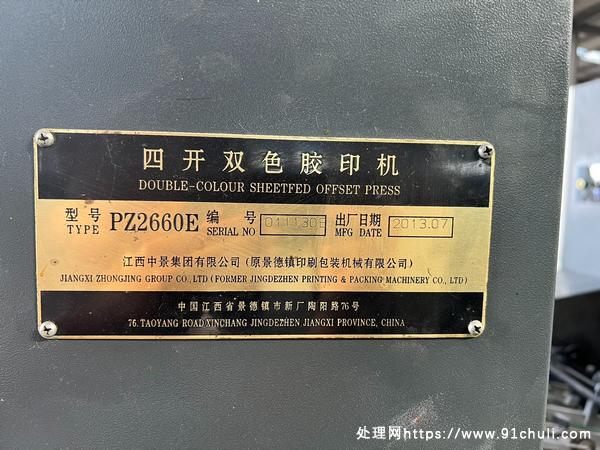 四开双色胶印机
DOUBLE-COLOUR SHEETFED OFFSET PRESS
型号 PZ2660E 编号 出厂日期 2013.07
TYPE SERIAL NO MFG DATE
江西中景集团有限公司(原景德镇印刷包装机械有限公司)
JIANGXI ZHONGJING GROUP CO., LTD (FORMER JINGDEZHEN PRINTING & PACKING MACHINERY CO., LTD)
中国江西省景德镇市新厂陶阳路76号
76. TAOYANG ROAD XINCHANG JINGDEZHEN JIANGXI PROVINCE, CHINA
处理网https://www.91chuli.com